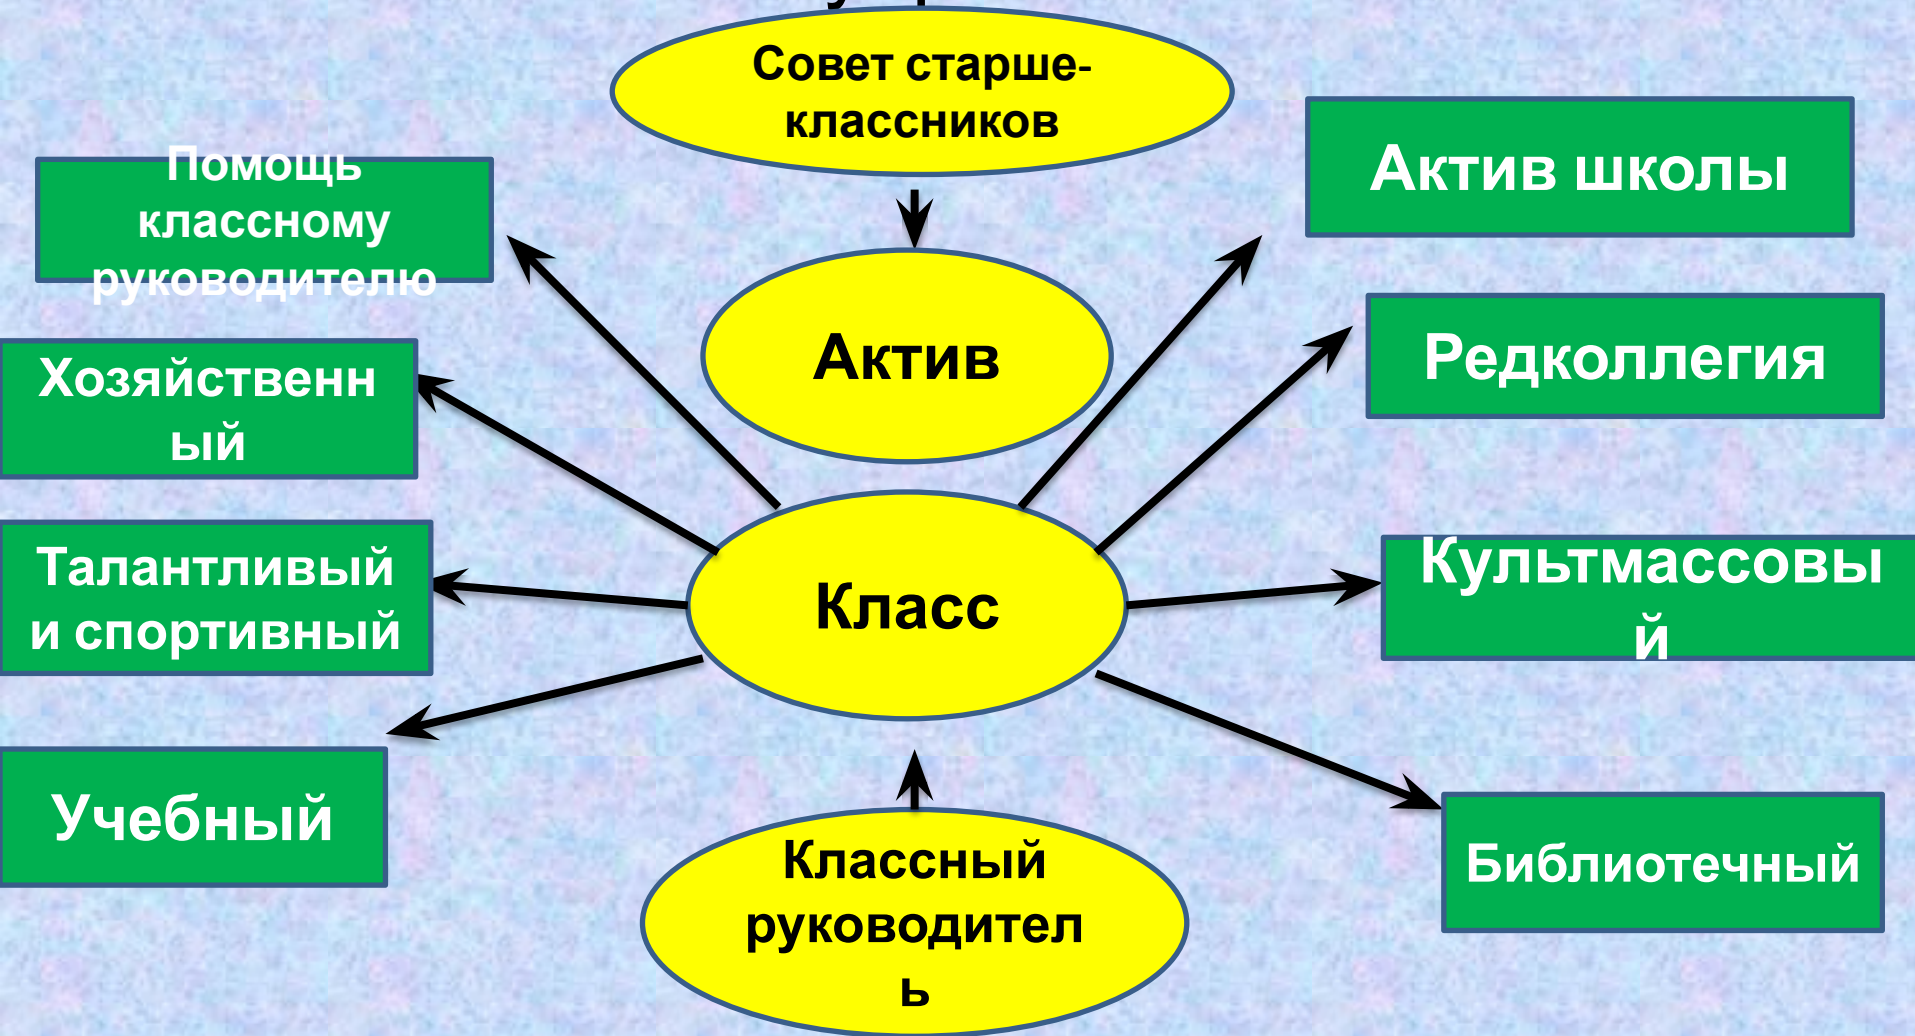 Совет старше-
классников
Помощь
классному
руководителю
Актив школы
Актив
Редколлегия
Хозяйственн
ый
Талантливый
и спортивный
Класс
Культмассовы
й
Учебный
Классный
руководител
ь
Библиотечный